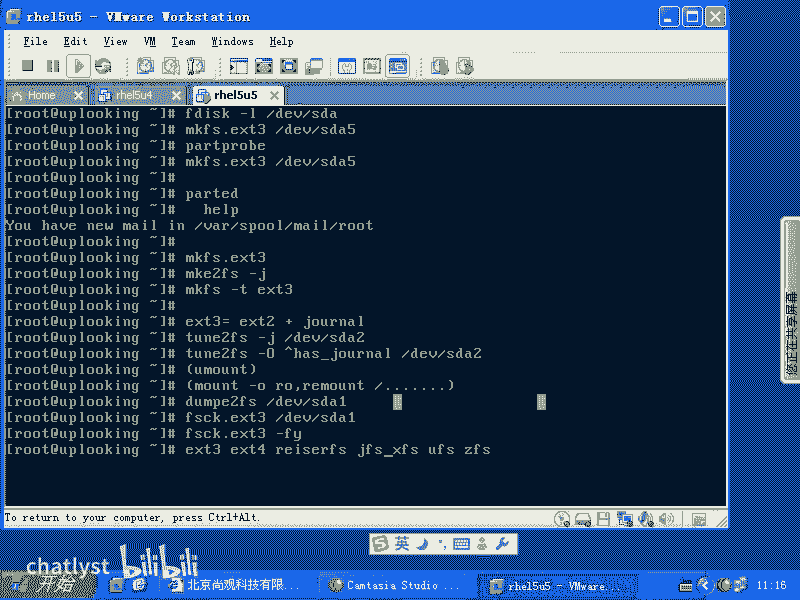 rhel5u5 - VMware Workstation
File Edit View VM Team Windows Help
Home rhel5u4 rhel5u5
[root@uplooking ~]# fdisk -l /dev/sda
[root@uplooking ~]# mkfs.ext3 /dev/sda5
[root@uplooking ~]# partprobe
[root@uplooking ~]# mkfs.ext3 /dev/sda5
[root@uplooking ~]#
[root@uplooking ~]# parted
[root@uplooking ~]#   help
You have new mail in /var/spool/mail/root
[root@uplooking ~]#
[root@uplooking ~]# mkfs.ext3
[root@uplooking ~]# mke2fs -j
[root@uplooking ~]# mkfs -t ext3
[root@uplooking ~]#
[root@uplooking ~]# ext3= ext2 + journal
[root@uplooking ~]# tune2fs -j /dev/sda2
[root@uplooking ~]# tune2fs -O ^has_journal /dev/sda2
[root@uplooking ~]# (umount)
[root@uplooking ~]# (mount -o ro,remount /.......)
[root@uplooking ~]# dumpe2fs /dev/sda1
[root@uplooking ~]# fsck.ext3 /dev/sda1
[root@uplooking ~]# fsck.ext3 -fy
[root@uplooking ~]# ext3 ext4 reiserfs jfs_xfs ufs zfs
To return to your computer, press Ctrl+Alt.
您正在共享屏幕
英
chatlyst bilibili
开始 北京尚观科技有限... Camtasia Studio ... rhel5u5 - VMware... 11:16